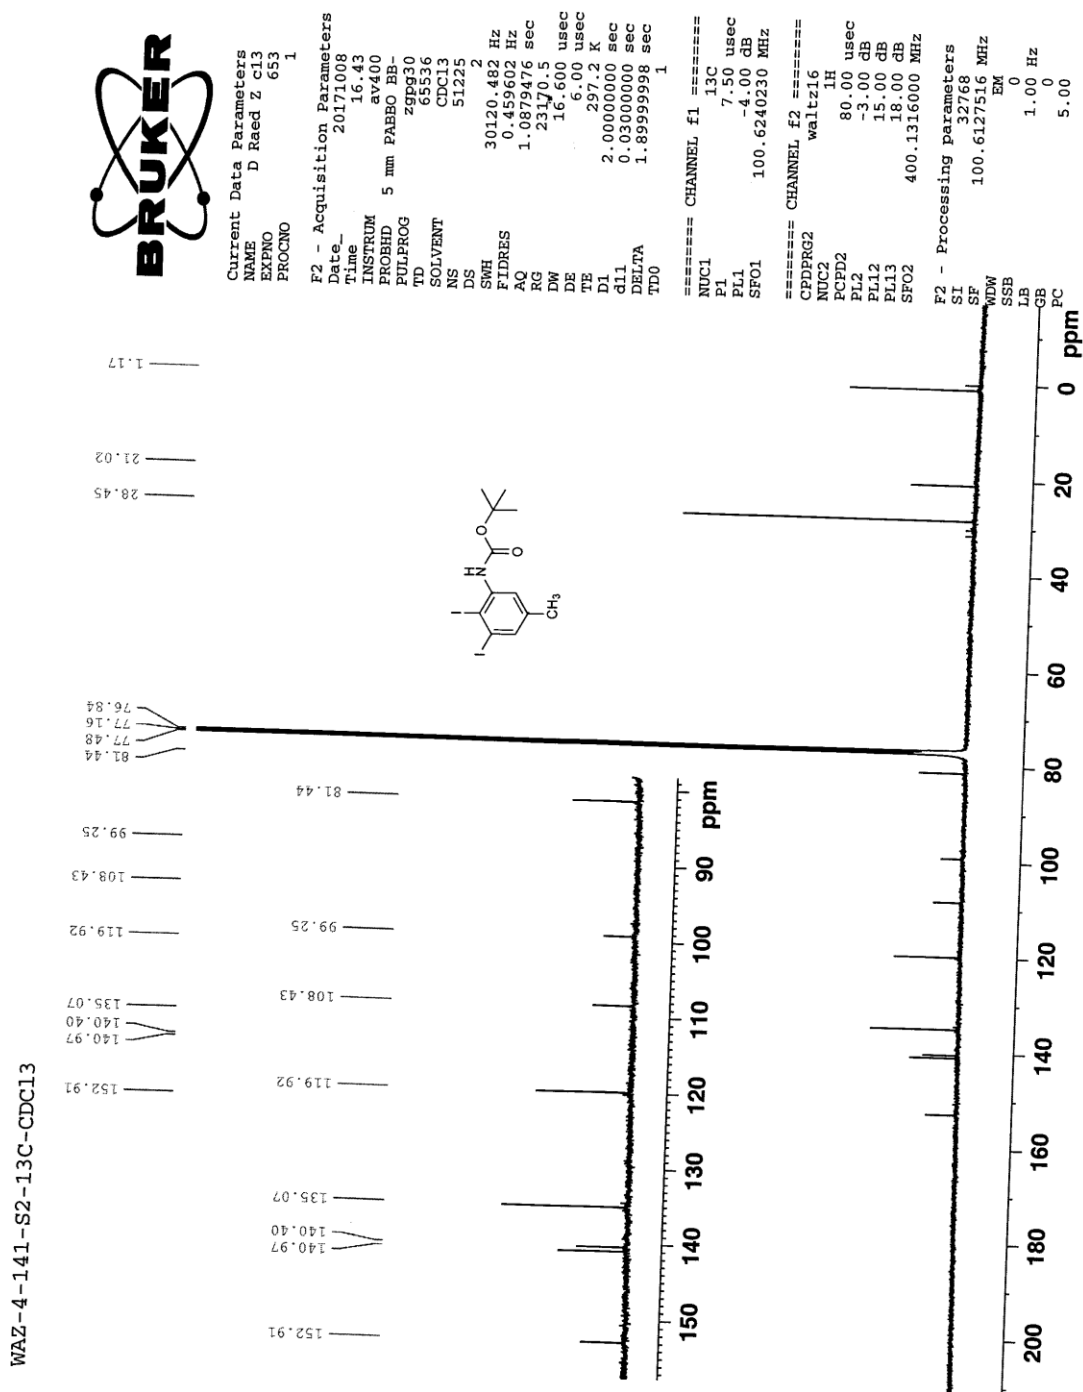 WAZ-4-141-S2-13C-CDCl3
152.91
140.97
140.40
135.07
119.92
108.43
99.25
81.44
77.48
77.16
76.84
28.45
21.02
1.17
152.91
140.97
140.40
135.07
119.92
108.43
99.25
81.44
150 140 130 120 110 100 90 ppm
I
I
H
N
O
O
CH3
200 180 160 140 120 100 80 60 40 20 0 ppm
BRUKER
Current Data Parameters
NAME D Raed Z c13
EXPNO 653
PROCNO 1
F2 - Acquisition Parameters
Date_ 20171008
Time 16.43
INSTRUM av400
PROBHD 5 mm PABBO BB-
PULPROG zgpg30
TD 65536
SOLVENT CDCl3
NS 51225
DS 2
SWH 30120.482 Hz
FIDRES 0.459602 Hz
AQ 1.0879476 sec
RG 23170.5
DW 16.600 usec
DE 6.00 usec
TE 297.2 K
D1 2.00000000 sec
d11 0.03000000 sec
DELTA 1.89999998 sec
TD0 1
======== CHANNEL f1 ========
NUC1 13C
P1 7.50 usec
PL1 -4.00 dB
SFO1 100.6240230 MHz
======== CHANNEL f2 ========
CPDPRG2 waltz16
NUC2 1H
PCPD2 80.00 usec
PL2 -3.00 dB
PL12 15.00 dB
PL13 18.00 dB
SFO2 400.1316000 MHz
F2 - Processing parameters
SI 32768
SF 100.6127516 MHz
WDW EM
SSB 0
LB 1.00 Hz
GB 0
PC 5.00